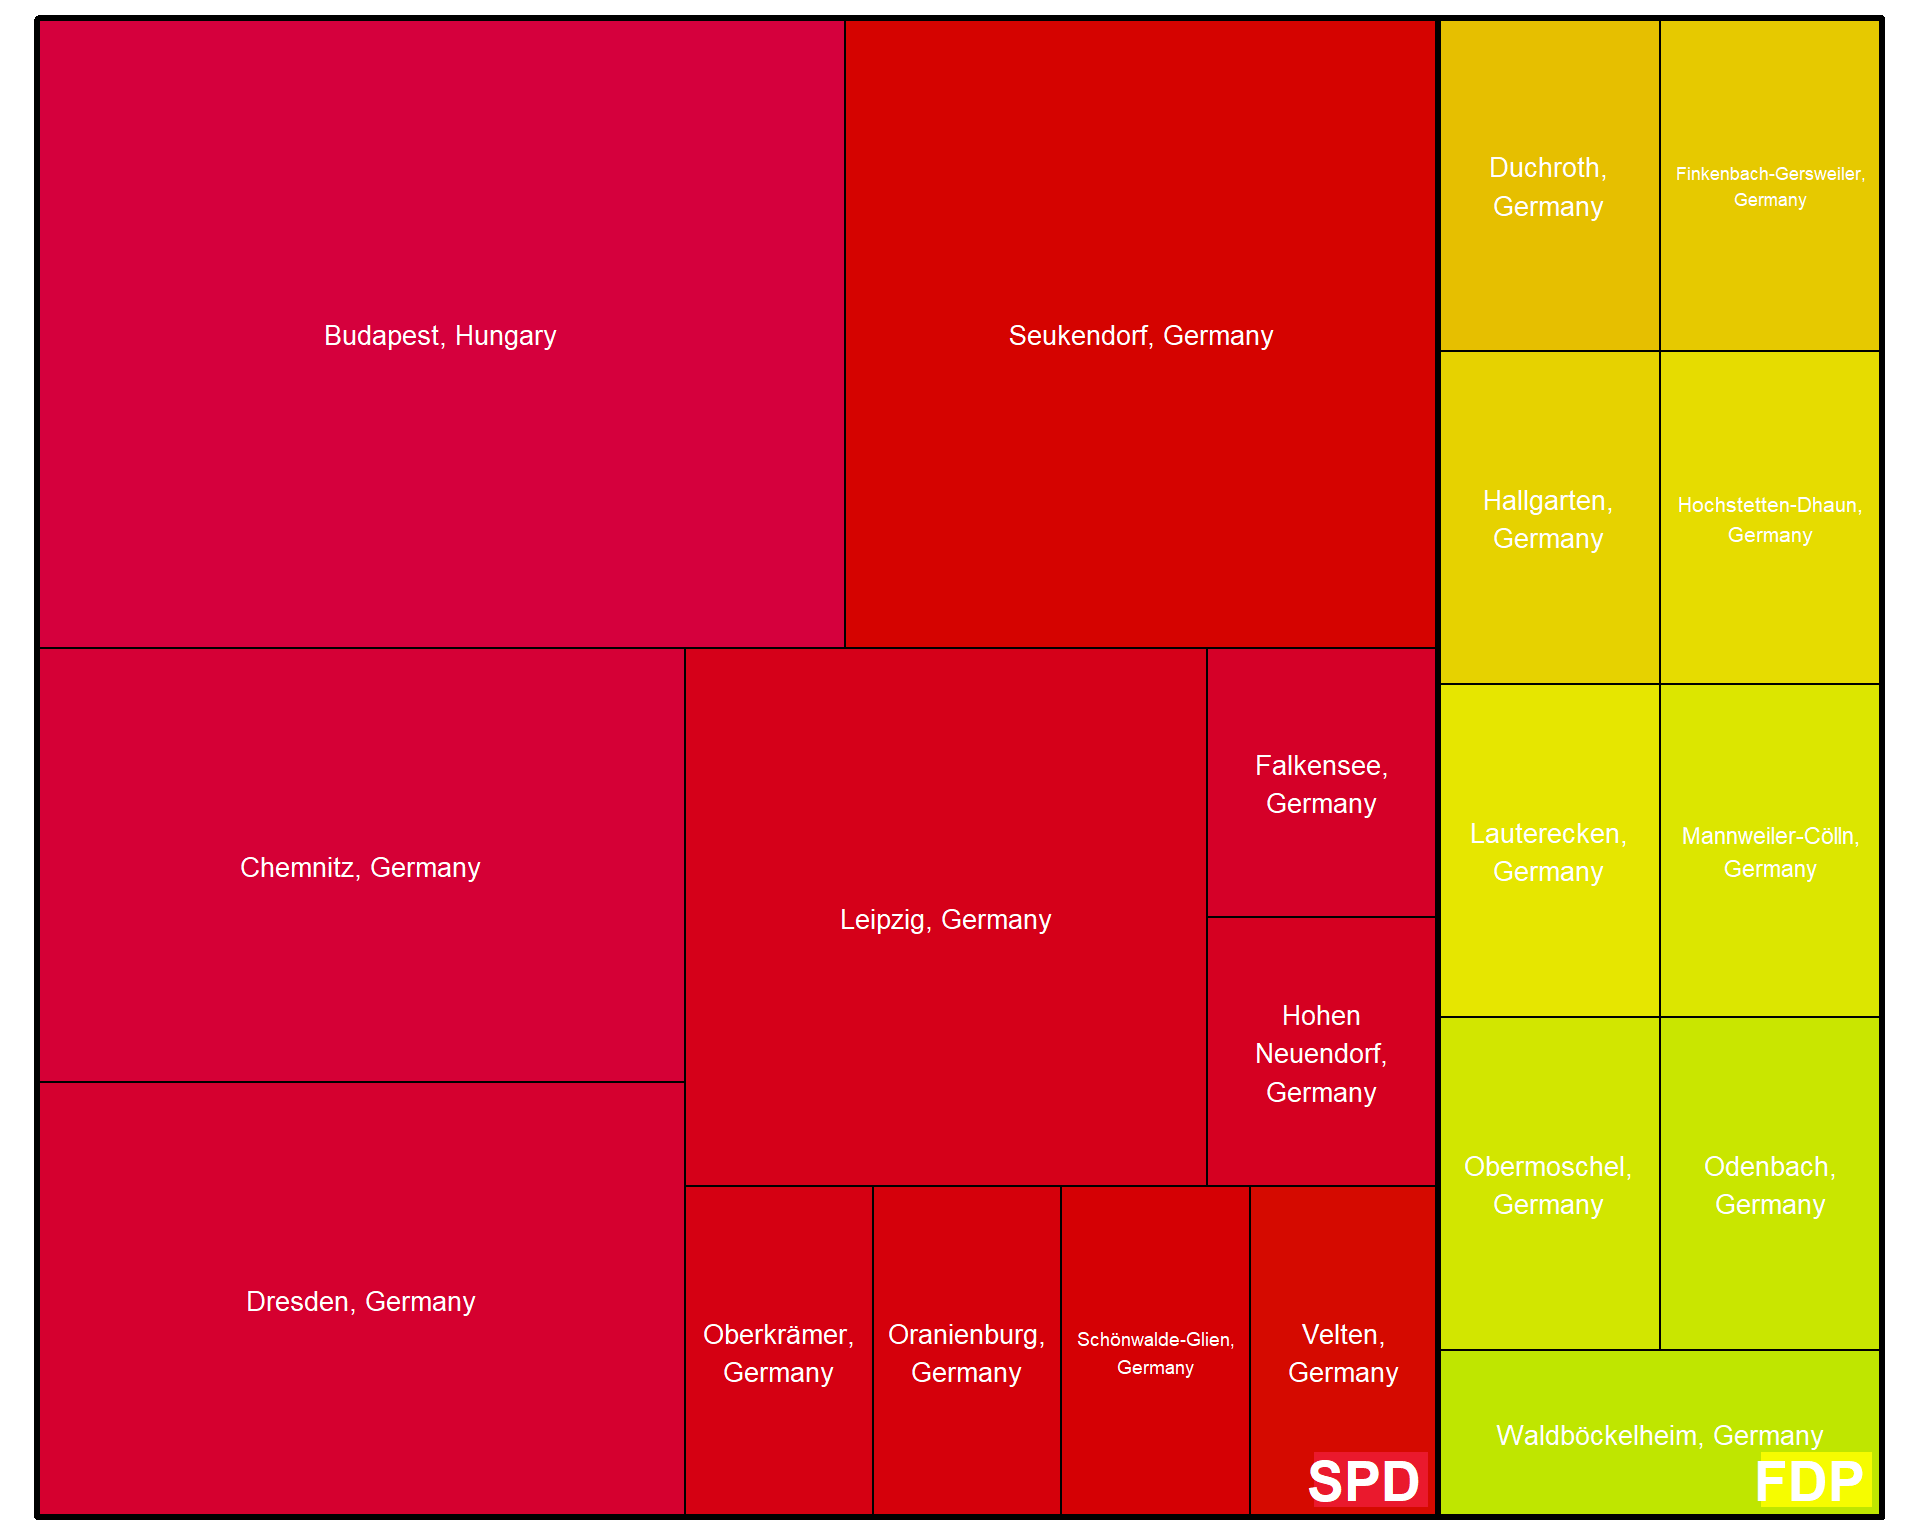 Budapest, Hungary
Seukendorf, Germany
Chemnitz, Germany
Dresden, Germany
Leipzig, Germany
Falkensee,
Germany
Hohen
Neuendorf,
Germany
Oberkrämer,
Germany
Oranienburg,
Germany
Schönwalde-Glien,
Germany
Velten,
Germany
SPD
Duchroth,
Germany
Finkenbach-Gersweiler,
Germany
Hallgarten,
Germany
Hochstetten-Dhaun,
Germany
Lauterecken,
Germany
Mannweiler-Cölln,
Germany
Obermoschel,
Germany
Odenbach,
Germany
Waldböckelheim, Germany
FDP